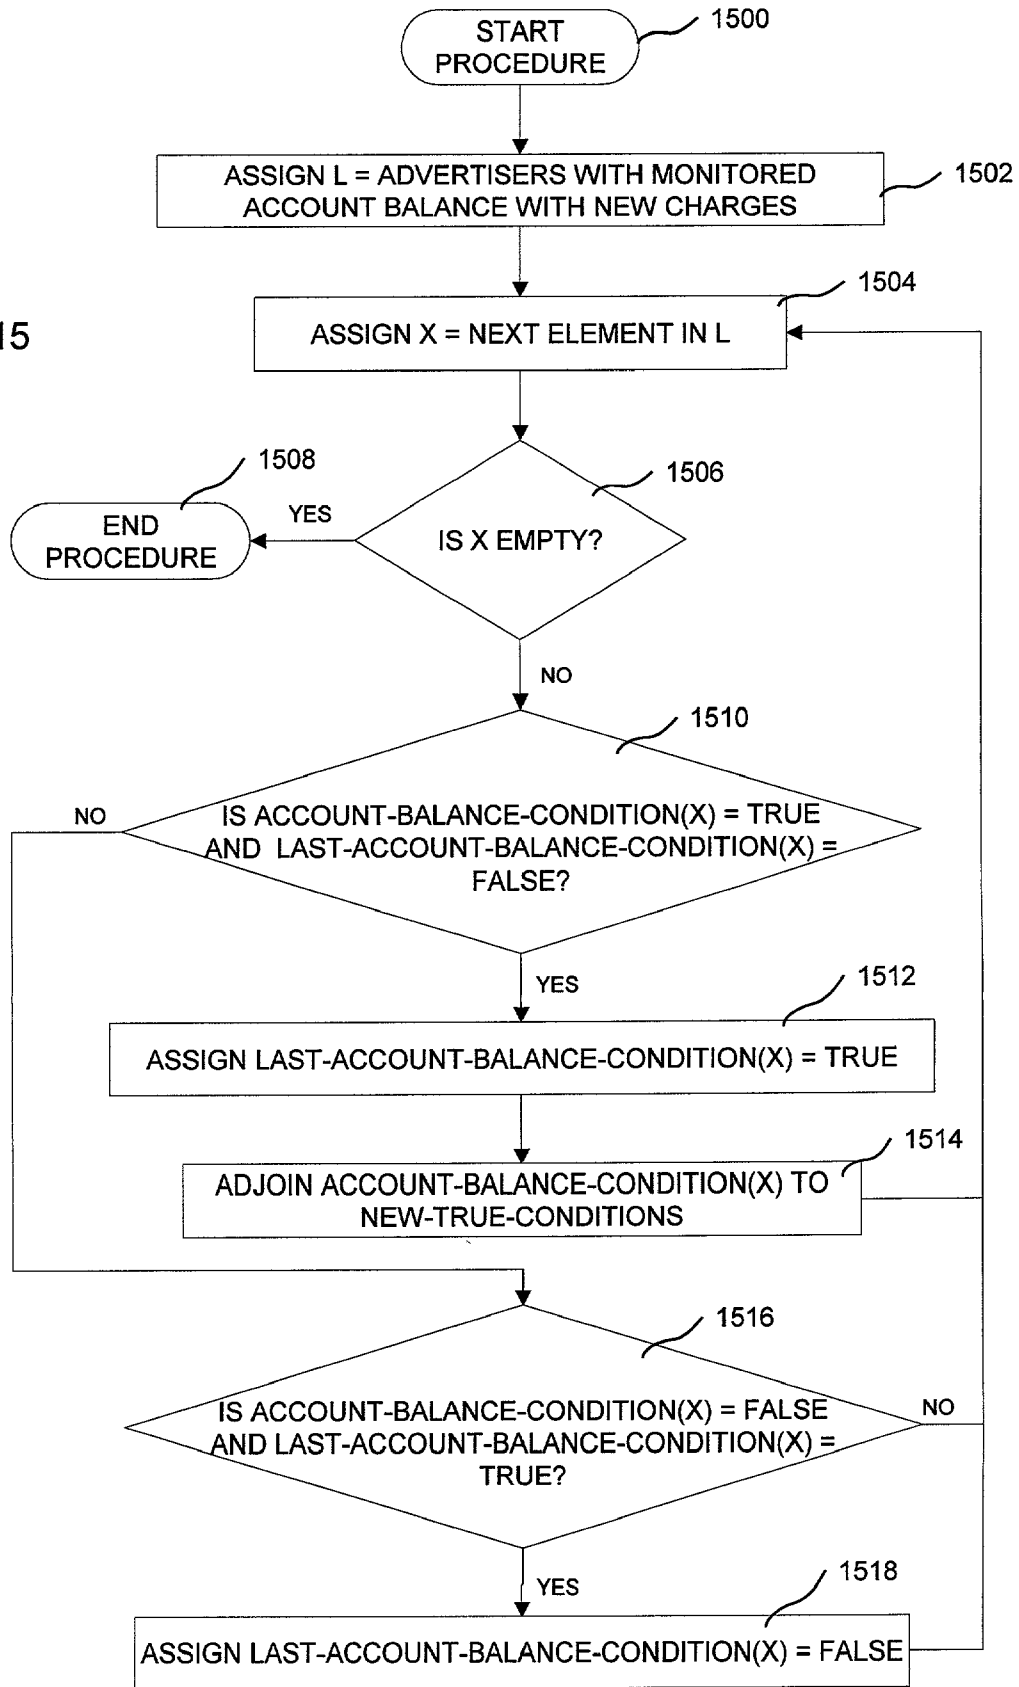 START
PROCEDURE
1500
ASSIGN L = ADVERTISERS WITH MONITORED
ACCOUNT BALANCE WITH NEW CHARGES
1502
15
ASSIGN X = NEXT ELEMENT IN L
1504
IS X EMPTY?
1506
YES
END
PROCEDURE
1508
NO
IS ACCOUNT-BALANCE-CONDITION(X) = TRUE
AND LAST-ACCOUNT-BALANCE-CONDITION(X) =
FALSE?
1510
NO
YES
ASSIGN LAST-ACCOUNT-BALANCE-CONDITION(X) = TRUE
1512
ADJOIN ACCOUNT-BALANCE-CONDITION(X) TO
NEW-TRUE-CONDITIONS
1514
IS ACCOUNT-BALANCE-CONDITION(X) = FALSE
AND LAST-ACCOUNT-BALANCE-CONDITION(X) =
TRUE?
1516
NO
YES
ASSIGN LAST-ACCOUNT-BALANCE-CONDITION(X) = FALSE
1518